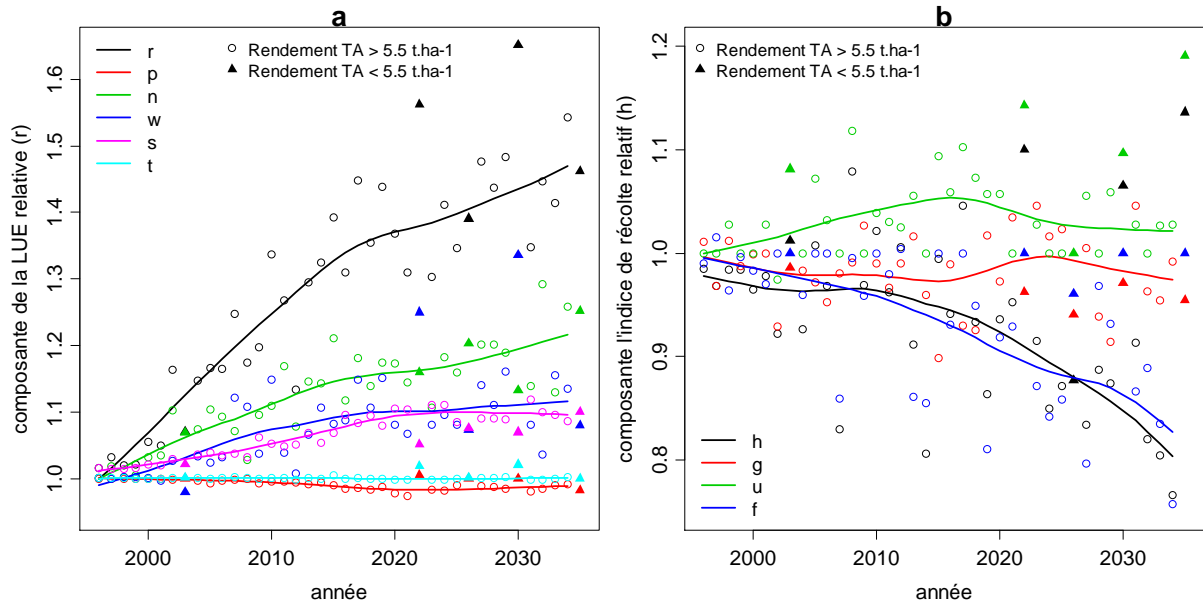 a
composante de la LUE relative (r)
1.0
1.1
1.2
1.3
1.4
1.5
1.6
r
p
n
w
s
t
Rendement TA > 5.5 t.ha-1
Rendement TA < 5.5 t.ha-1
2000
2010
2020
2030
année
b
composante l'indice de récolte relatif (h)
0.8
0.9
1.0
1.1
1.2
Rendement TA > 5.5 t.ha-1
Rendement TA < 5.5 t.ha-1
h
g
u
f
2000
2010
2020
2030
année